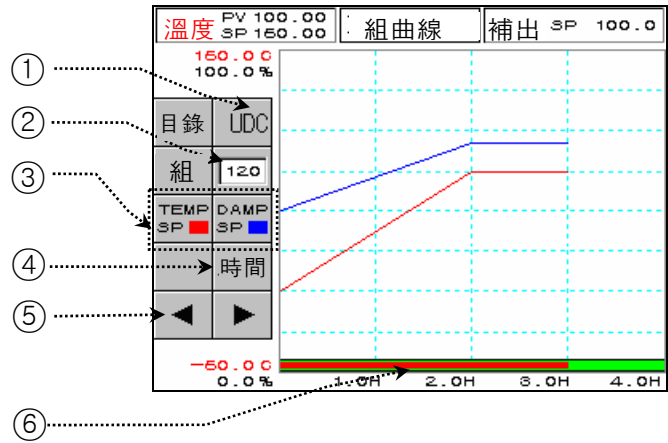 溫度 PV 100.00
SP 150.00
組曲線
補出 SP 100.0
150.0 C
100.0 %
①
目錄 UDC
②
組 120
③
TEMP SP DAMP SP
④
時間
⑤
◀ ▶
-50.0 C
0.0 % 1.0H 2.0H 3.0H 4.0H
⑥